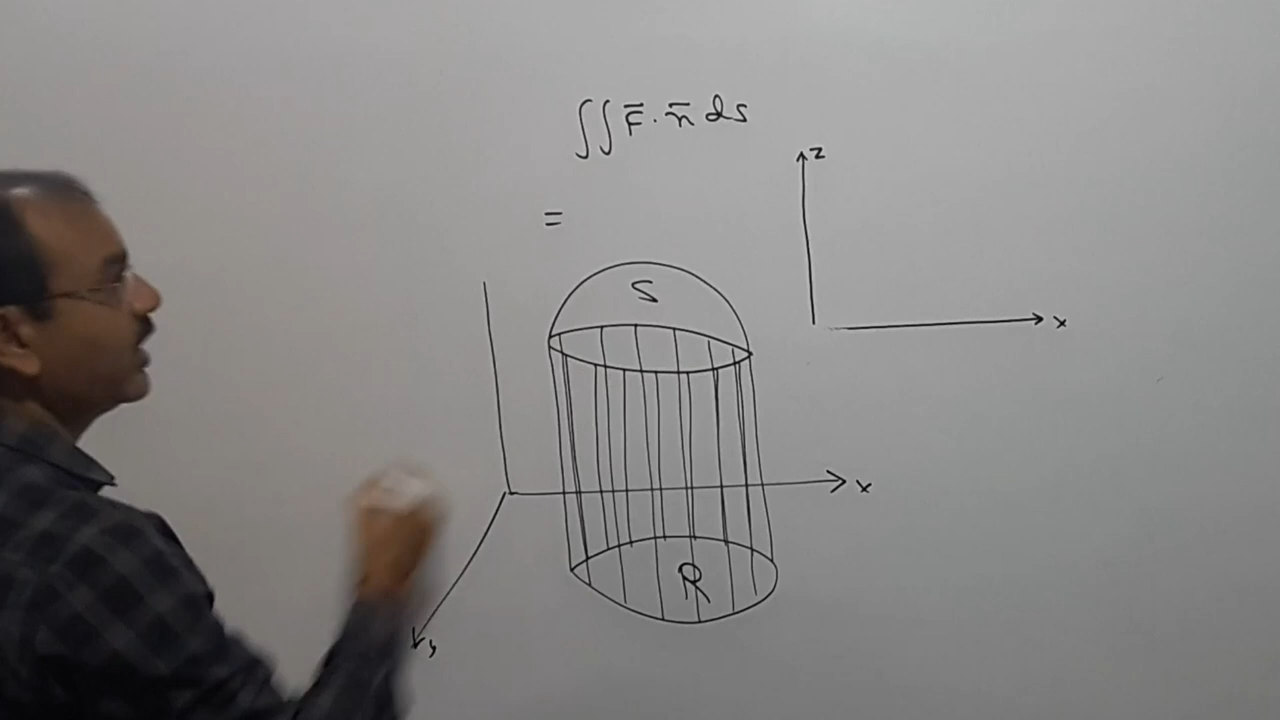 ∬ F̅ · n̅ ds
z
=
S
x
x
R
y